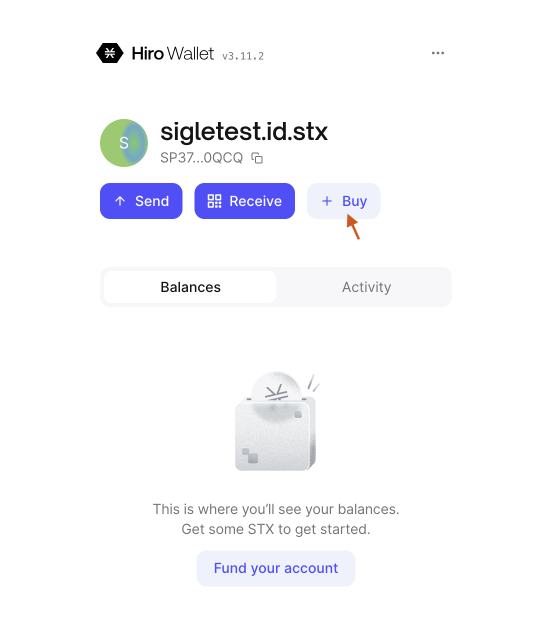 Hiro Wallet v3.11.2
S
sigletest.id.stx
SP37...0QCQ
Send
Receive
Buy
Balances
Activity
This is where you'll see your balances.
Get some STX to get started.
Fund your account